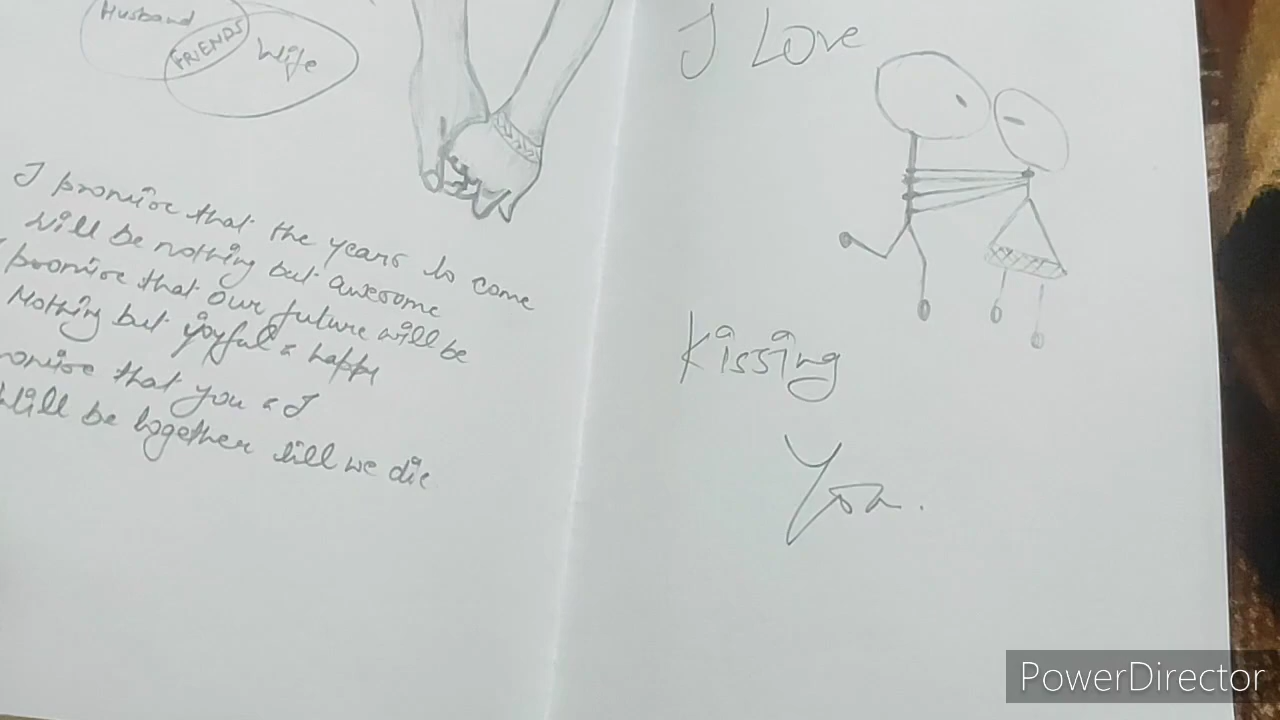 Husband
FRIENDS
Wife
I promise that the years to come
Will be nothing but awesome
promise that our future will be
Nothing but joyful & happy
promise that you & I
Will be together till we die
I Love
Kissing
You.
PowerDirector